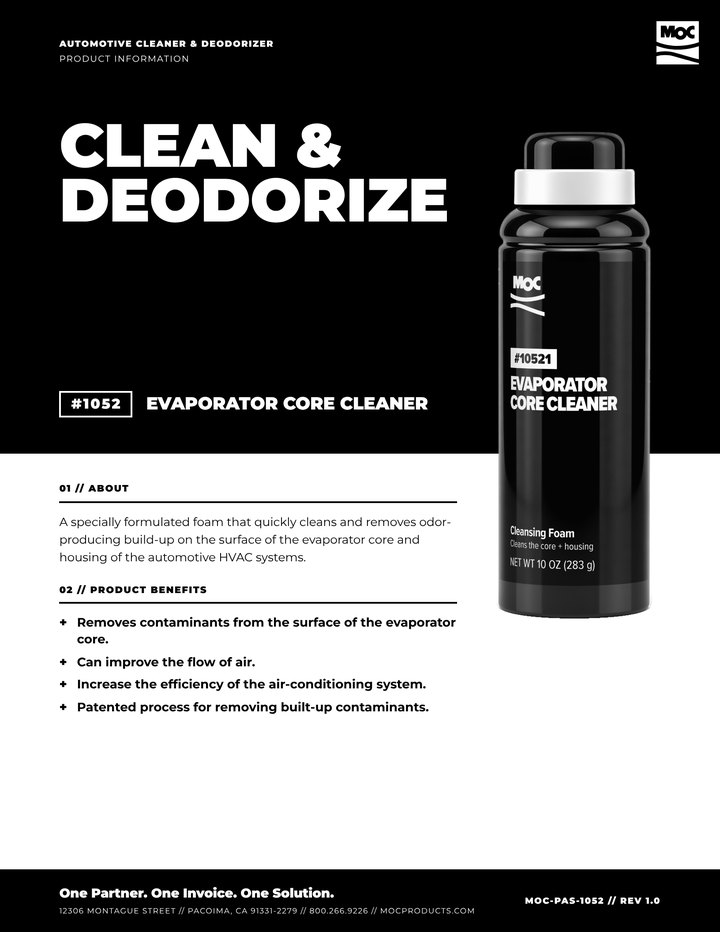 AUTOMOTIVE CLEANER & DEODORIZER
PRODUCT INFORMATION
MOC
CLEAN &
DEODORIZE
#1052 EVAPORATOR CORE CLEANER
MOC
#10521
EVAPORATOR
CORE CLEANER
Cleansing Foam
Cleans the core + housing
NET WT 10 OZ (283 g)
01 // ABOUT
A specially formulated foam that quickly cleans and removes odor-
producing build-up on the surface of the evaporator core and
housing of the automotive HVAC systems.
02 // PRODUCT BENEFITS
+ Removes contaminants from the surface of the evaporator
core.
+ Can improve the flow of air.
+ Increase the efficiency of the air-conditioning system.
+ Patented process for removing built-up contaminants.
One Partner. One Invoice. One Solution.
12306 MONTAGUE STREET // PACOIMA, CA 91331-2279 // 800.266.9226 // MOCPRODUCTS.COM
MOC-PAS-1052 // REV 1.0